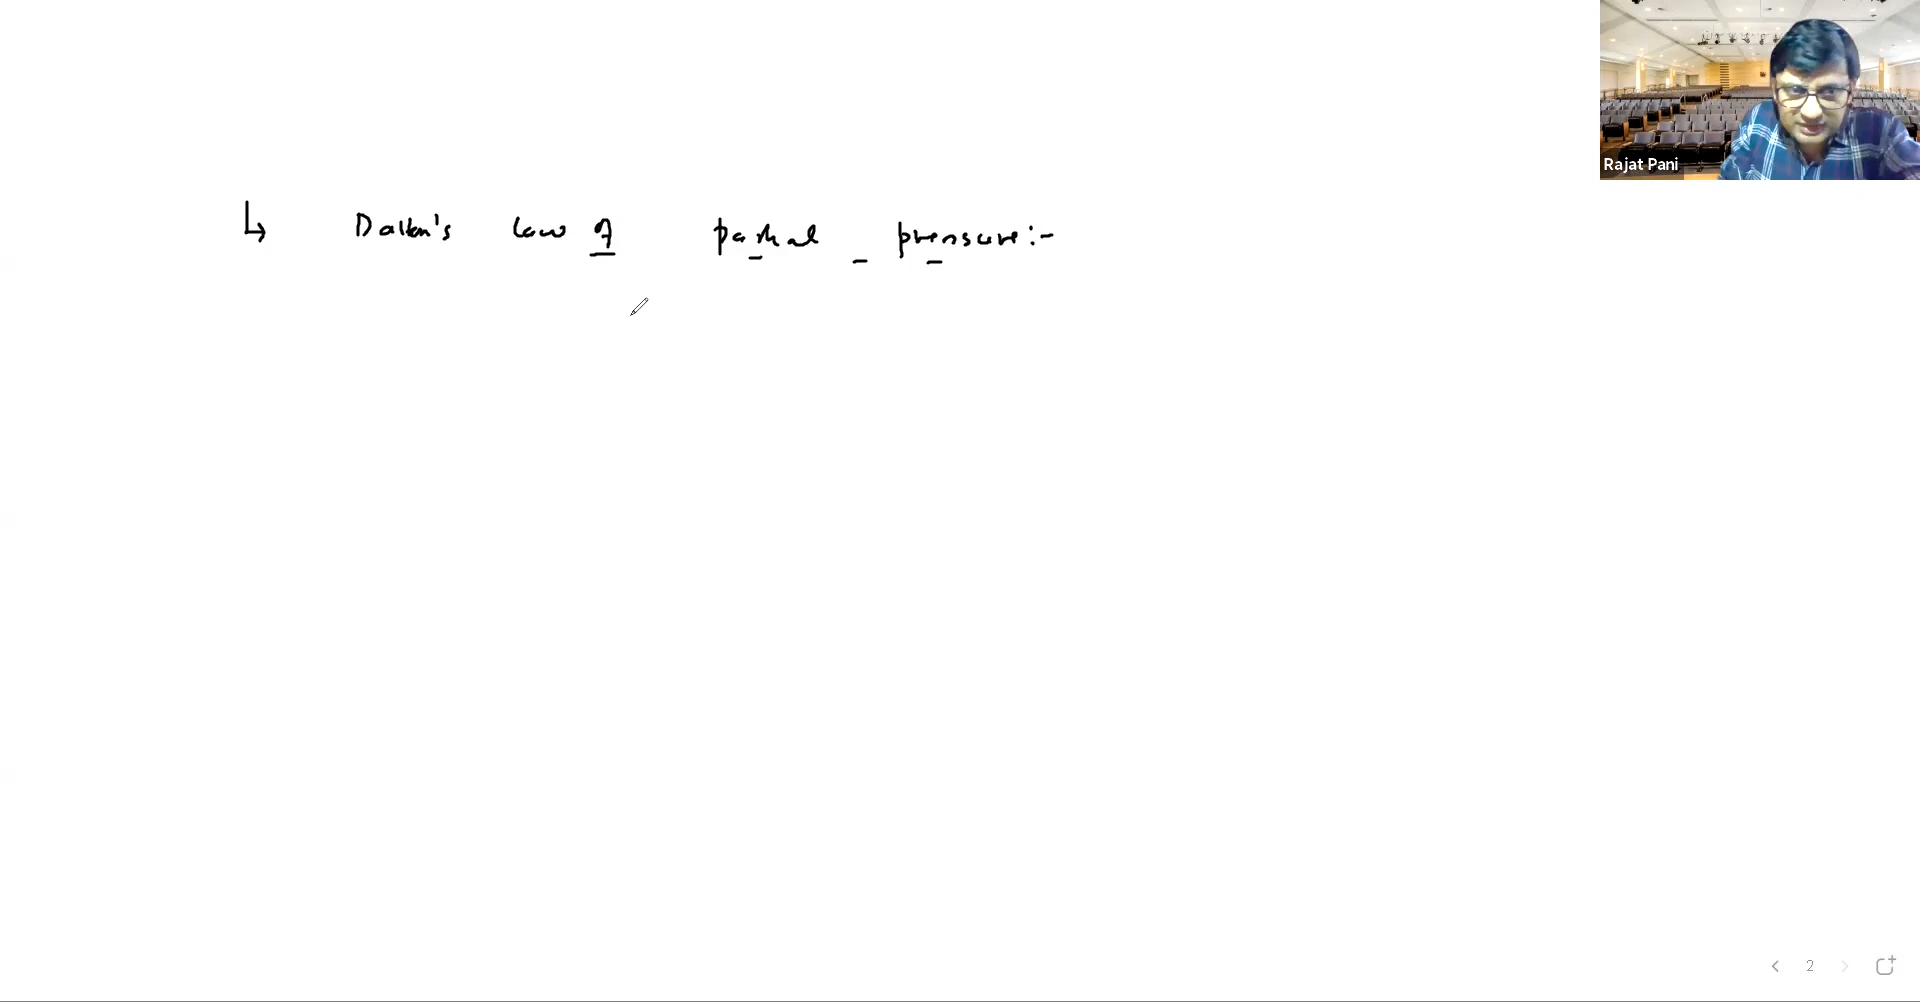 Rajat Pani
↳ Dalton's law of partial pressure:-
2